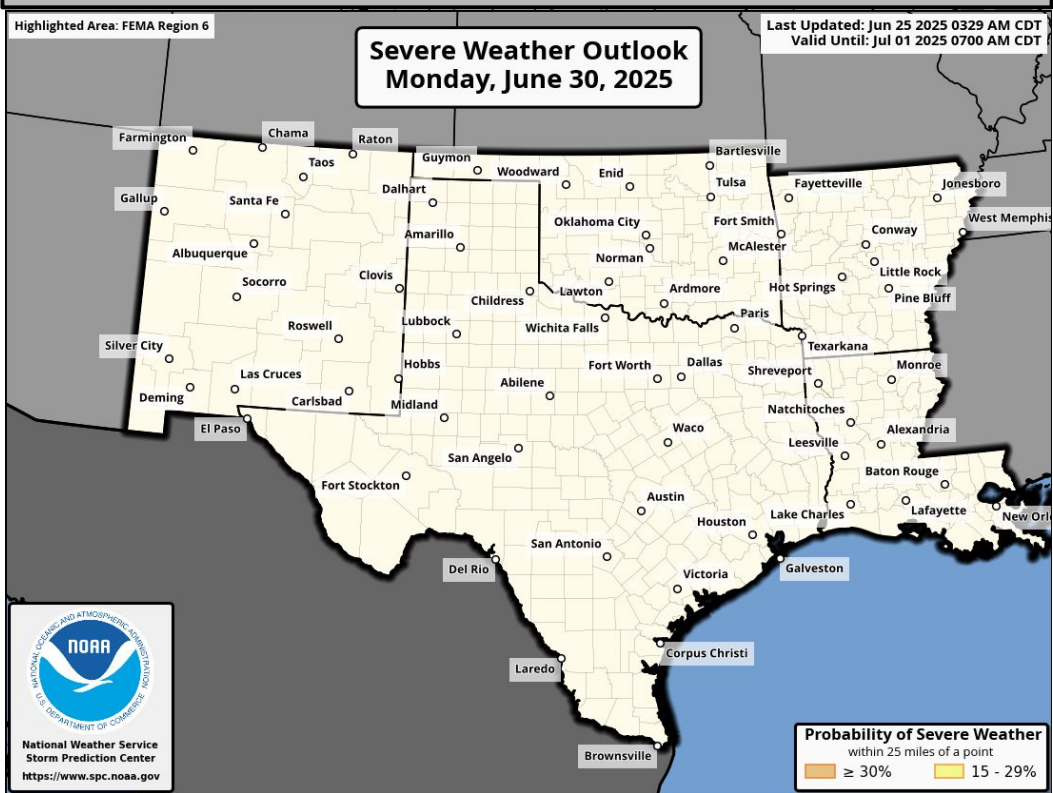 Highlighted Area: FEMA Region 6
Severe Weather Outlook
Monday, June 30, 2025
Last Updated: Jun 25 2025 0329 AM CDT
Valid Until: Jul 01 2025 0700 AM CDT
Farmington
Chama
Raton
Taos
Guymon
Woodward
Enid
Bartlesville
Tulsa
Fayetteville
Jonesboro
Gallup
Santa Fe
Dalhart
Oklahoma City
Fort Smith
West Memphis
Albuquerque
Amarillo
Norman
McAlester
Conway
Socorro
Clovis
Childress
Lawton
Ardmore
Hot Springs
Little Rock
Pine Bluff
Roswell
Lubbock
Wichita Falls
Paris
Texarkana
Silver City
Las Cruces
Hobbs
Fort Worth
Dallas
Shreveport
Monroe
Deming
Carlsbad
Midland
Abilene
Natchitoches
El Paso
Waco
Leesville
Alexandria
San Angelo
Fort Stockton
Baton Rouge
Austin
Houston
Lake Charles
Lafayette
New Orl
San Antonio
Del Rio
Galveston
Victoria
Laredo
Corpus Christi
Brownsville
NATIONAL OCEANIC AND ATMOSPHERIC ADMINISTRATION
NOAA
U.S. DEPARTMENT OF COMMERCE
National Weather Service
Storm Prediction Center
https://www.spc.noaa.gov
Probability of Severe Weather
within 25 miles of a point
≥ 30%
15 - 29%